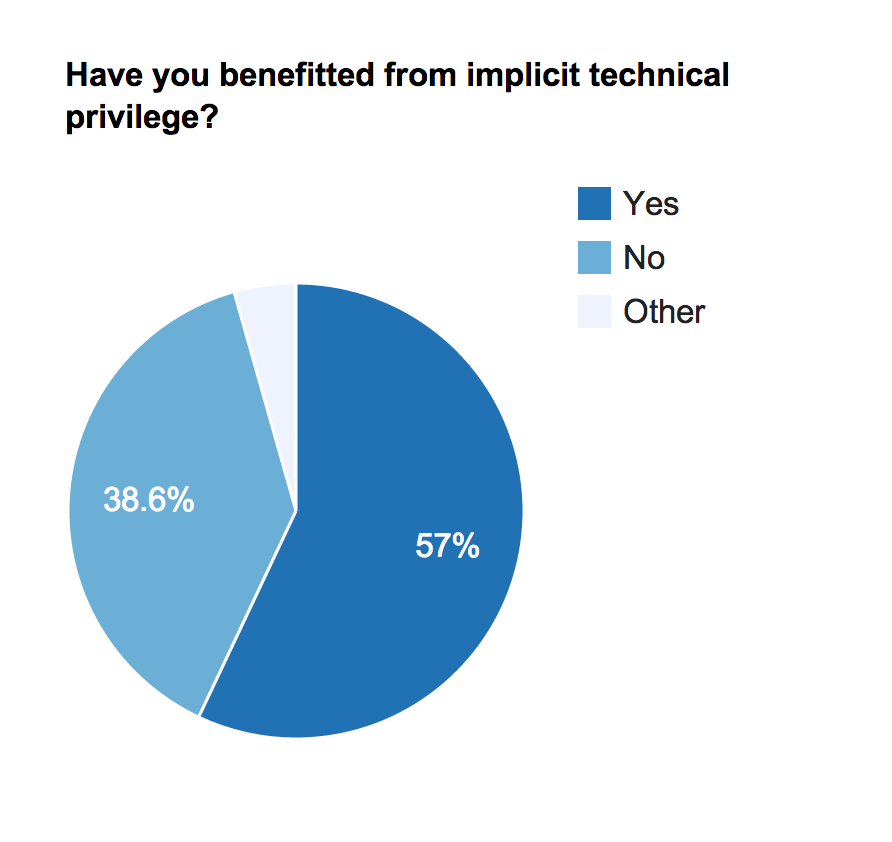 Have you benefitted from implicit technical
privilege?
Yes
No
Other
38.6%
57%